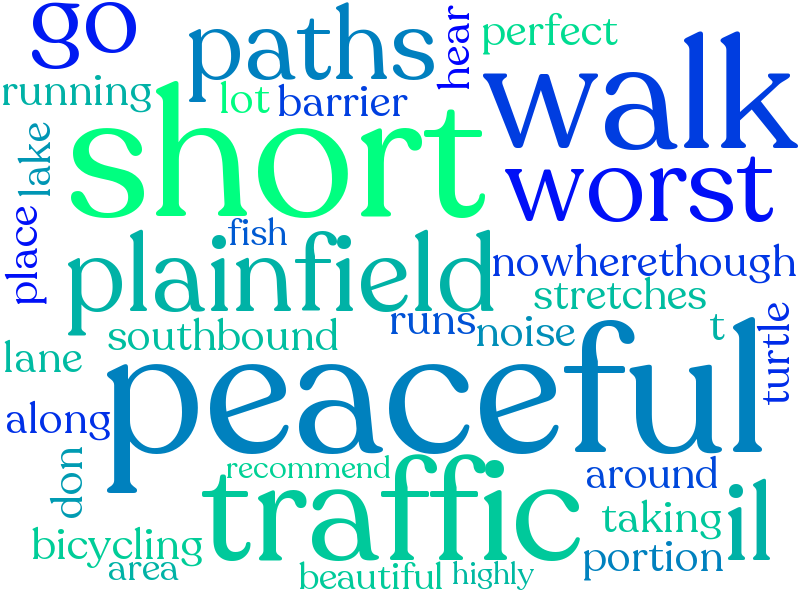 go
paths
hear
perfect
running
lot
barrier
walk
short
lake
worst
place
fish
plainfield
nowherethough
stretches
southbound
runs
noise
t
turtle
lane
peaceful
along
don
recommend
traffic
around
il
taking
bicycling
area
portion
beautiful
highly